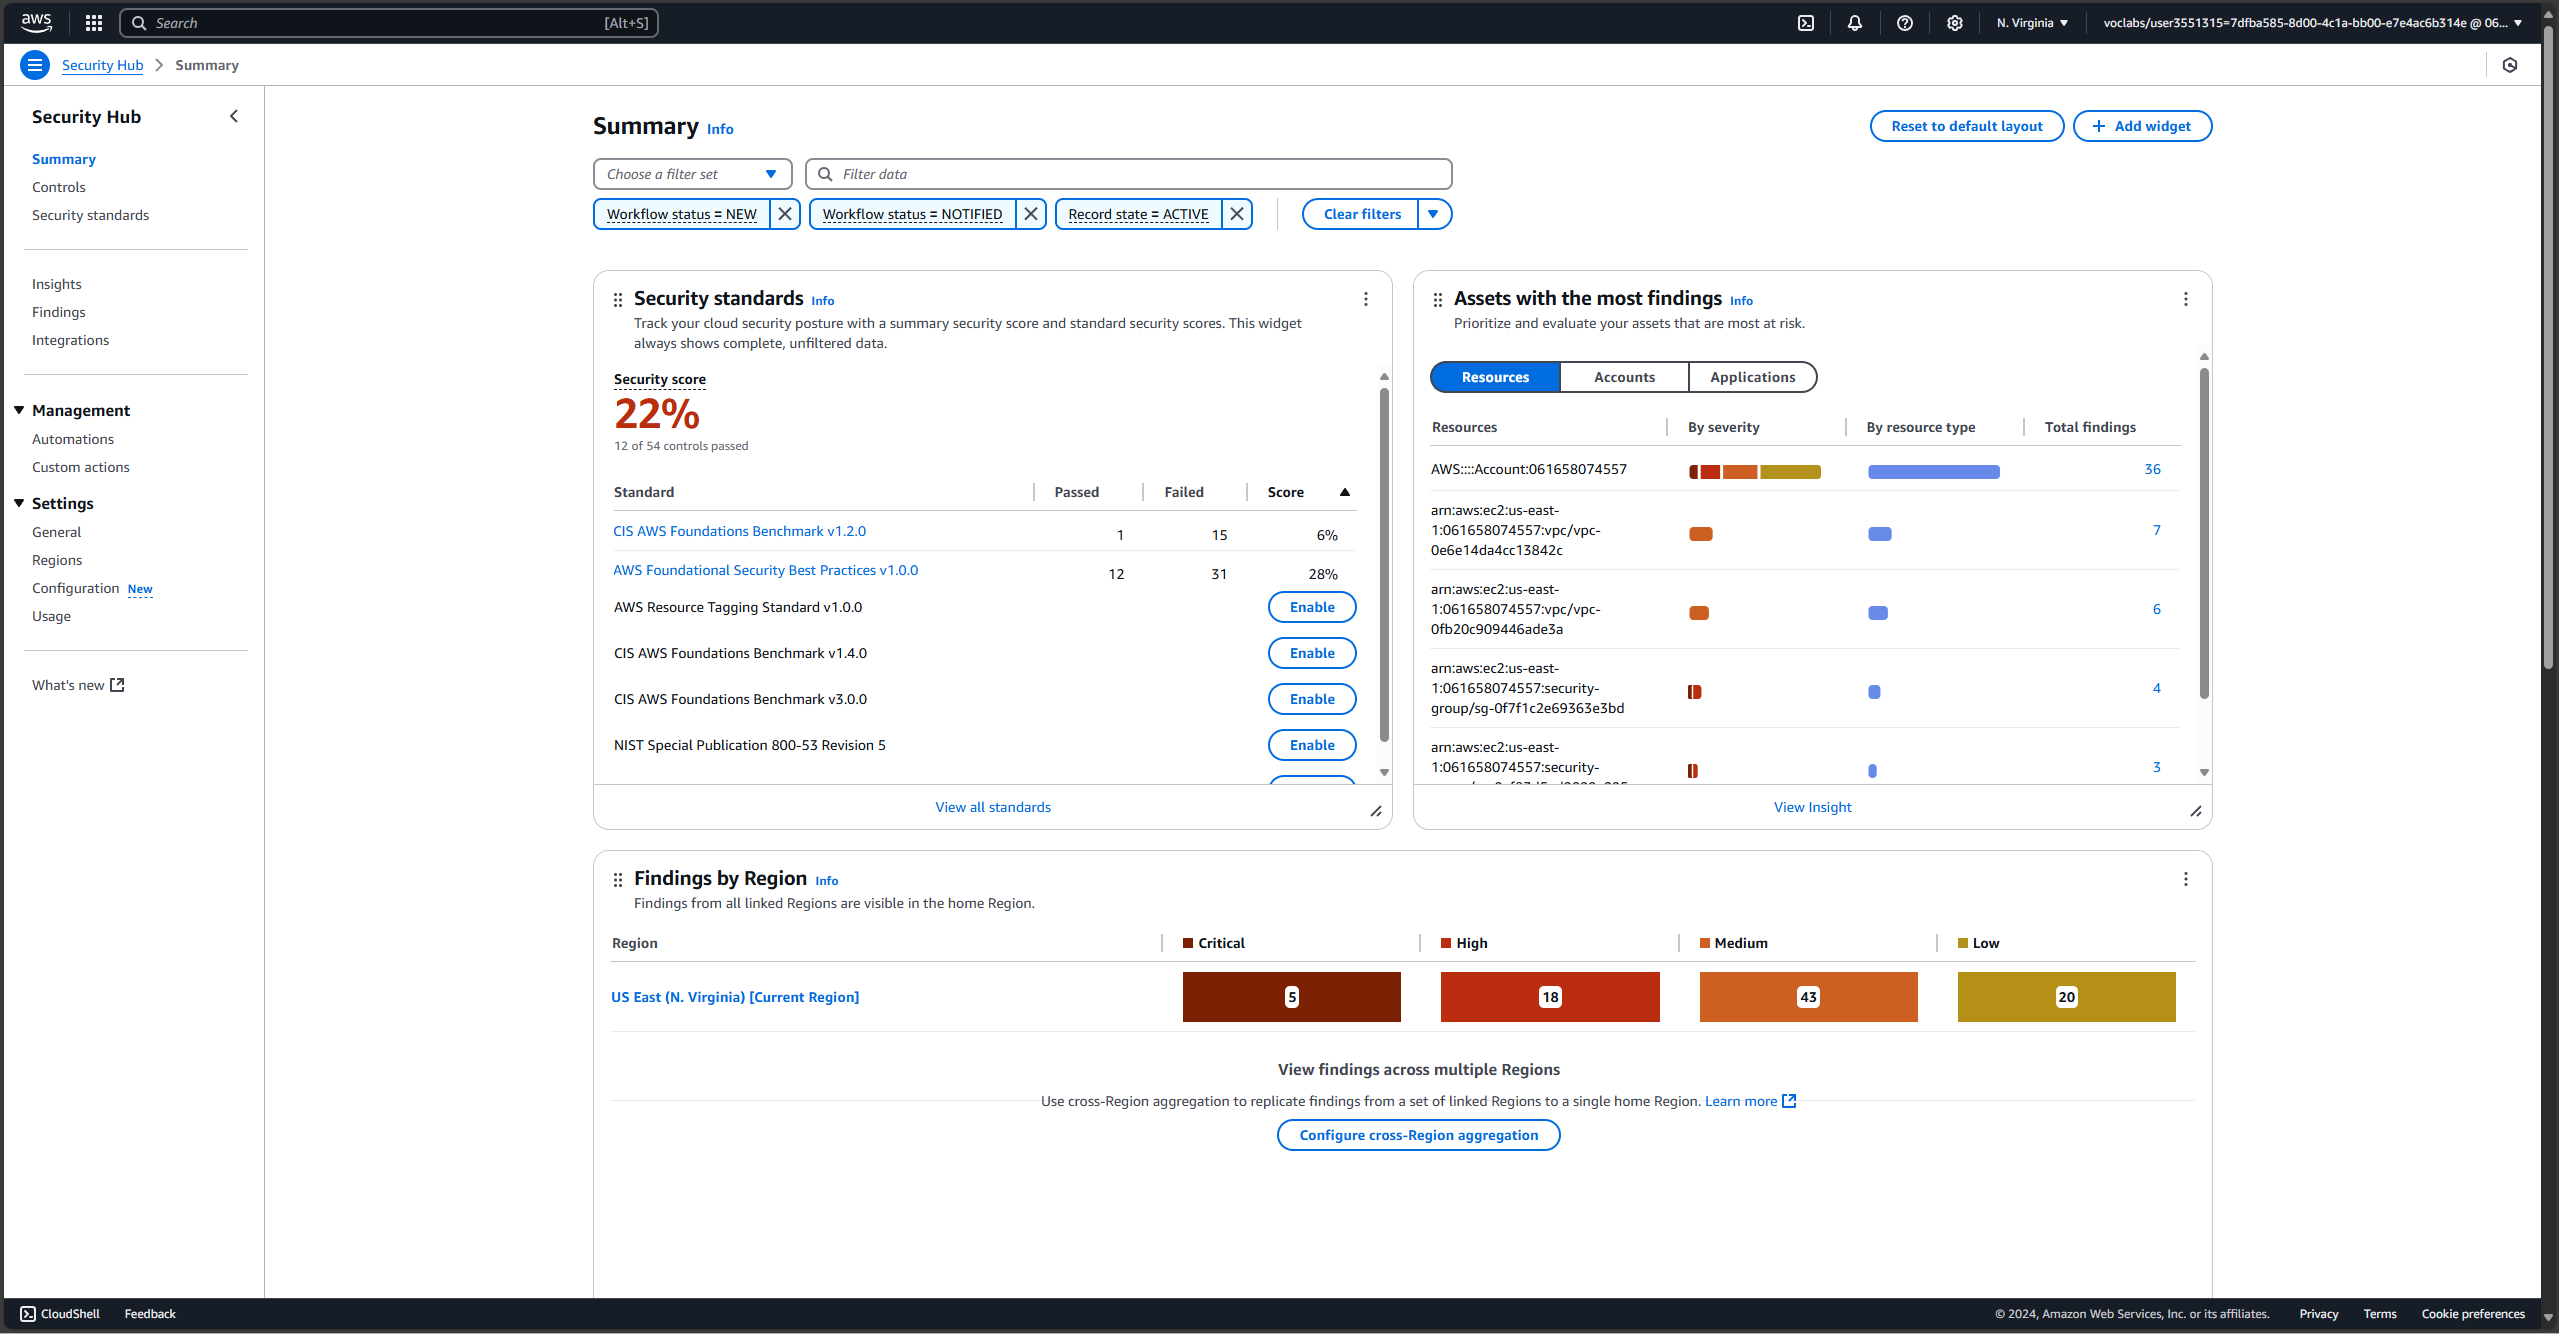 aws
Search [Alt+S]
N. Virginia
voclabs/user3551315=7dfba585-8d00-4c1a-bb00-e7e4ac6b314e @ 06...
Security Hub > Summary
Security Hub
Summary
Controls
Security standards
Insights
Findings
Integrations
Management
Automations
Custom actions
Settings
General
Regions
Configuration New
Usage
What's new
Summary Info
Reset to default layout
Add widget
Choose a filter set
Filter data
Workflow status = NEW
Workflow status = NOTIFIED
Record state = ACTIVE
Clear filters
Security standards Info
Track your cloud security posture with a summary security score and standard security scores. This widget
always shows complete, unfiltered data.
Security score
22%
12 of 54 controls passed
Standard Passed Failed Score
CIS AWS Foundations Benchmark v1.2.0 1 15 6%
AWS Foundational Security Best Practices v1.0.0 12 31 28%
AWS Resource Tagging Standard v1.0.0 Enable
CIS AWS Foundations Benchmark v1.4.0 Enable
CIS AWS Foundations Benchmark v3.0.0 Enable
NIST Special Publication 800-53 Revision 5 Enable
View all standards
Assets with the most findings Info
Prioritize and evaluate your assets that are most at risk.
Resources Accounts Applications
Resources By severity By resource type Total findings
AWS::::Account:061658074557 36
arn:aws:ec2:us-east-
1:061658074557:vpc/vpc- 7
0e6e14da4cc13842c
arn:aws:ec2:us-east-
1:061658074557:vpc/vpc- 6
0fb20c909446ade3a
arn:aws:ec2:us-east-
1:061658074557:security- 4
group/sg-0f7f1c2e69363e3bd
arn:aws:ec2:us-east-
1:061658074557:security- 3
View Insight
Findings by Region Info
Findings from all linked Regions are visible in the home Region.
Region Critical High Medium Low
US East (N. Virginia) [Current Region] 5 18 43 20
View findings across multiple Regions
Use cross-Region aggregation to replicate findings from a set of linked Regions to a single home Region. Learn more
Configure cross-Region aggregation
CloudShell Feedback
© 2024, Amazon Web Services, Inc. or its affiliates. Privacy Terms Cookie preferences